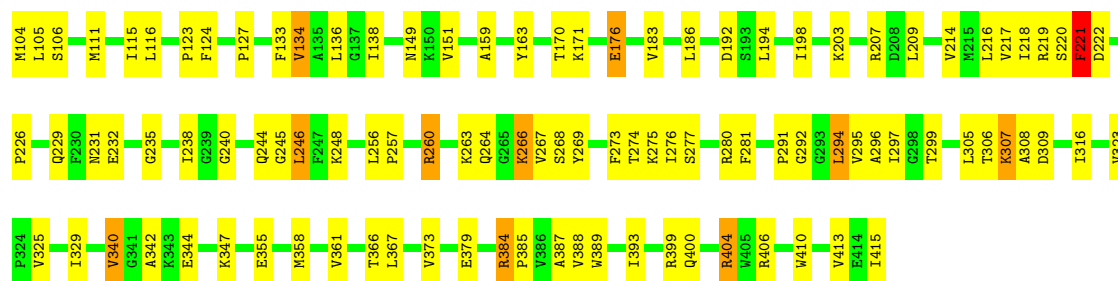 M104 L105 S106 M111 I115 L116 P123 F124 P127 F133 V134 A135 L136 G137 I138 N149 K150 V151 A159 Y163 T170 K171 E176 V183 L186 D192 S193 L194 I198 K203 R207 D208 L209 V214 M215 L216 V217 I218 R219 S220 F221 D222
P226 Q229 F230 N231 E232 G235 I238 G239 G240 Q244 G245 L246 F247 K248 L256 P257 R260 K263 Q264 G265 K266 V267 S268 Y269 F273 T274 K275 I276 S277 R280 F281 P291 G292 G293 L294 V295 A296 I297 G298 T299 L305 T306 K307 A308 D309 I316 V323
P324 V325 I329 V340 G341 A342 K343 E344 K347 E355 M358 V361 T366 L367 V373 E379 R384 P385 V386 A387 V388 W389 I393 R399 Q400 R404 W405 R406 W410 V413 E414 I415